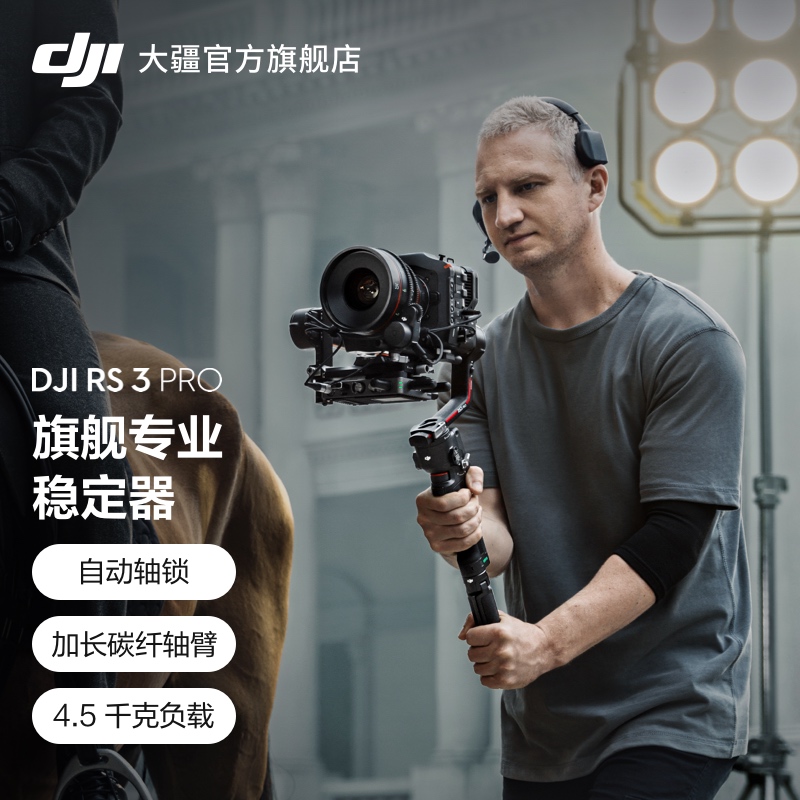 dji 大疆官方旗舰店
DJI RS 3 PRO
旗舰专业
稳定器
自动轴锁
加长碳纤轴臂
4.5 千克负载